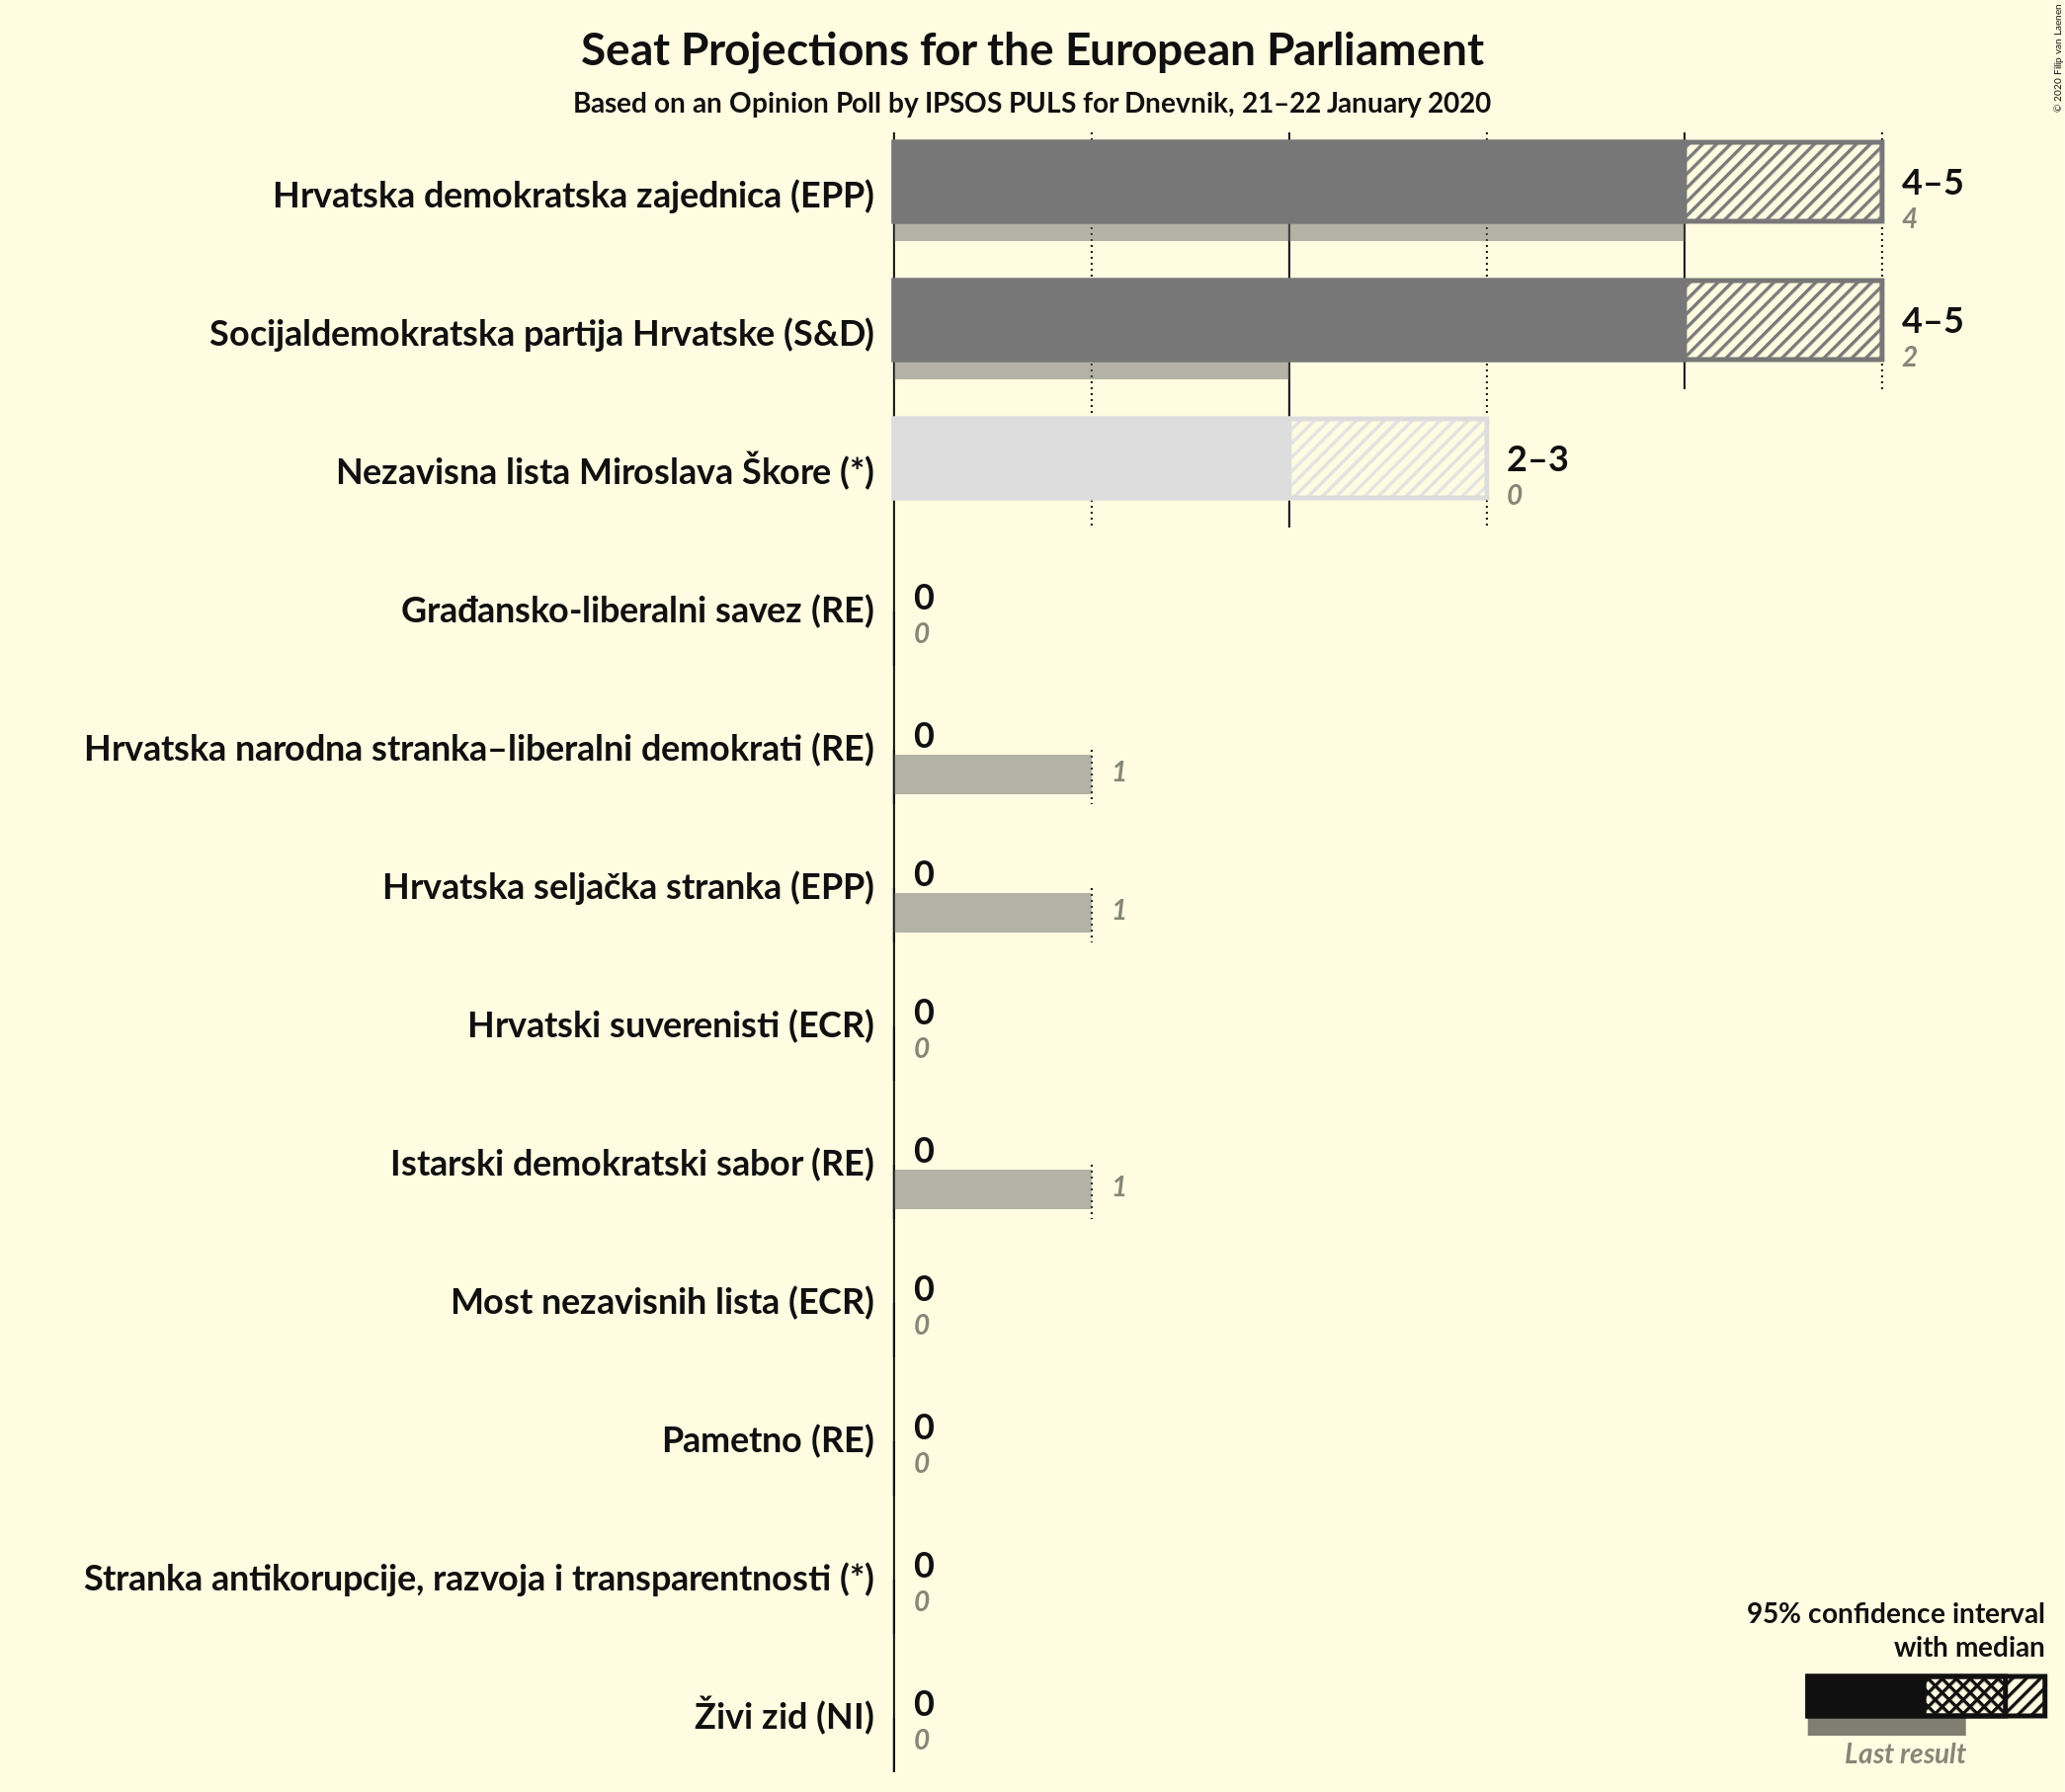 Seat Projections for the European Parliament
Based on an Opinion Poll by IPSOS PULS for Dnevnik, 21–22 January 2020
© 2020 Filip van Laenen
Hrvatska demokratska zajednica (EPP)
4–5
4
Socijaldemokratska partija Hrvatske (S&D)
4–5
2
Nezavisna lista Miroslava Škore (*)
2–3
0
Građansko-liberalni savez (RE)
0
0
Hrvatska narodna stranka–liberalni demokrati (RE)
0
1
Hrvatska seljačka stranka (EPP)
0
1
Hrvatski suverenisti (ECR)
0
0
Istarski demokratski sabor (RE)
0
1
Most nezavisnih lista (ECR)
0
0
Pametno (RE)
0
0
Stranka antikorupcije, razvoja i transparentnosti (*)
0
0
Živi zid (NI)
0
0
95% confidence interval
with median
Last result